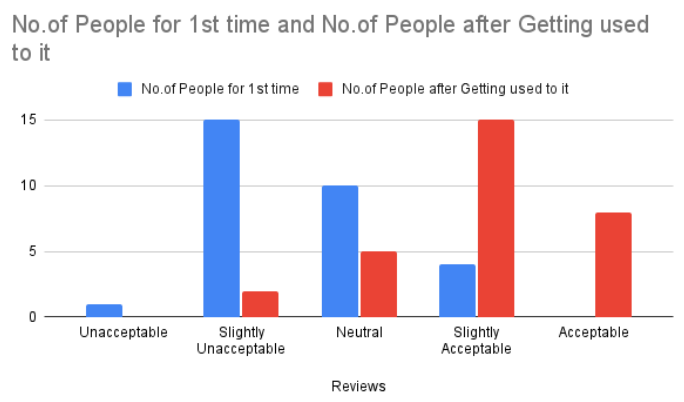 No.of People for 1st time and No.of People after Getting used
to it
No.of People for 1st time
No.of People after Getting used to it
15
10
5
0
Unacceptable
Slightly
Unacceptable
Neutral
Slightly
Acceptable
Acceptable
Reviews